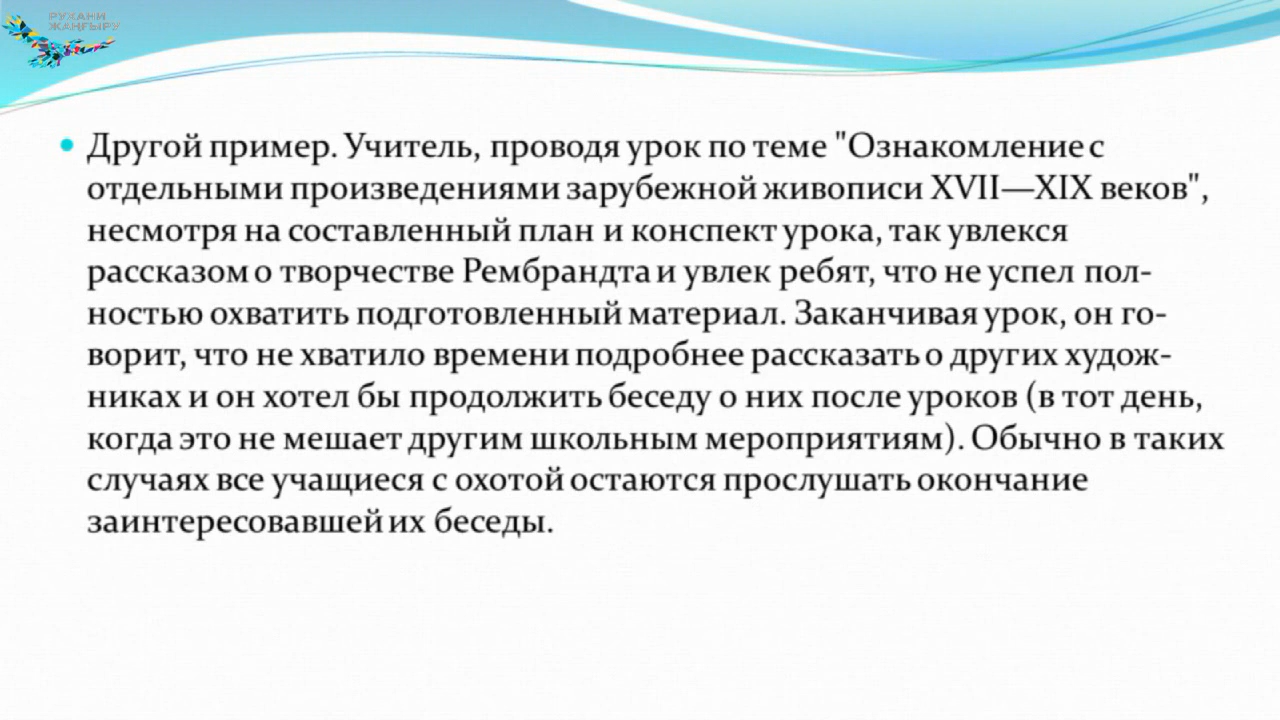 РУХАНИ
ЖАҢҒЫРУ
Другой пример. Учитель, проводя урок по теме "Ознакомление с
отдельными произведениями зарубежной живописи XVII—XIX веков",
несмотря на составленный план и конспект урока, так увлекся
рассказом о творчестве Рембрандта и увлек ребят, что не успел пол-
ностью охватить подготовленный материал. Заканчивая урок, он го-
ворит, что не хватило времени подробнее рассказать о других худож-
никах и он хотел бы продолжить беседу о них после уроков (в тот день,
когда это не мешает другим школьным мероприятиям). Обычно в таких
случаях все учащиеся с охотой остаются прослушать окончание
заинтересовавшей их беседы.